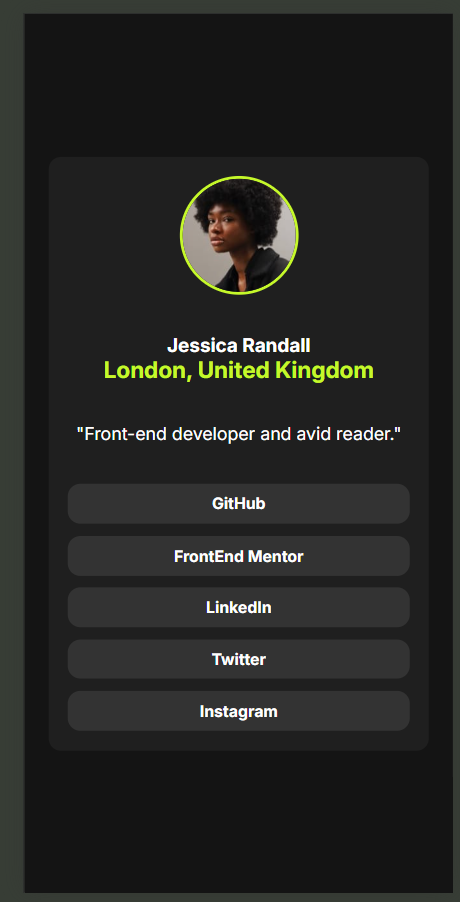 Jessica Randall
London, United Kingdom
"Front-end developer and avid reader."
GitHub
FrontEnd Mentor
LinkedIn
Twitter
Instagram